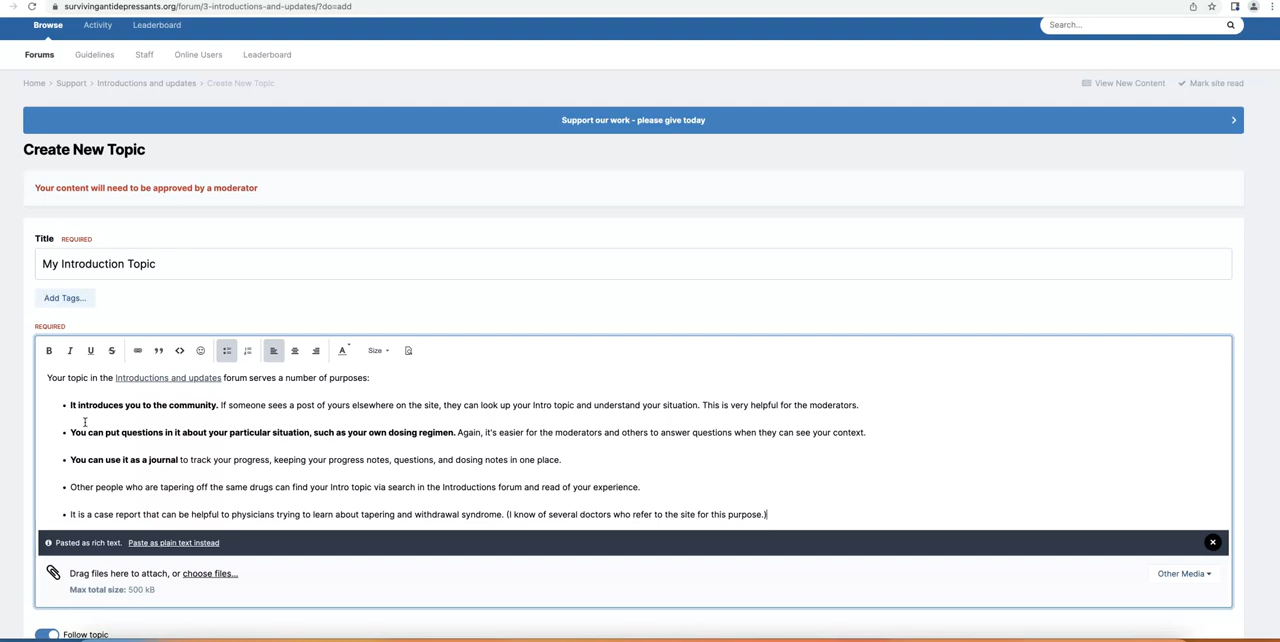 survivingantidepressants.org/forum/3-introductions-and-updates/?do=add
Browse Activity Leaderboard Search...
Forums Guidelines Staff Online Users Leaderboard
Home > Support > Introductions and updates > Create New Topic View New Content Mark site read
Support our work - please give today
Create New Topic
Your content will need to be approved by a moderator
Title REQUIRED
My Introduction Topic
Add Tags...
REQUIRED
B I U S Size
Your topic in the Introductions and updates forum serves a number of purposes:
• It introduces you to the community. If someone sees a post of yours elsewhere on the site, they can look up your Intro topic and understand your situation. This is very helpful for the moderators.
• You can put questions in it about your particular situation, such as your own dosing regimen. Again, it's easier for the moderators and others to answer questions when they can see your context.
• You can use it as a journal to track your progress, keeping your progress notes, questions, and dosing notes in one place.
• Other people who are tapering off the same drugs can find your Intro topic via search in the Introductions forum and read of your experience.
• It is a case report that can be helpful to physicians trying to learn about tapering and withdrawal syndrome. (I know of several doctors who refer to the site for this purpose.)
Pasted as rich text. Paste as plain text instead
Drag files here to attach, or choose files... Other Media
Max total size: 500 kB
Follow topic